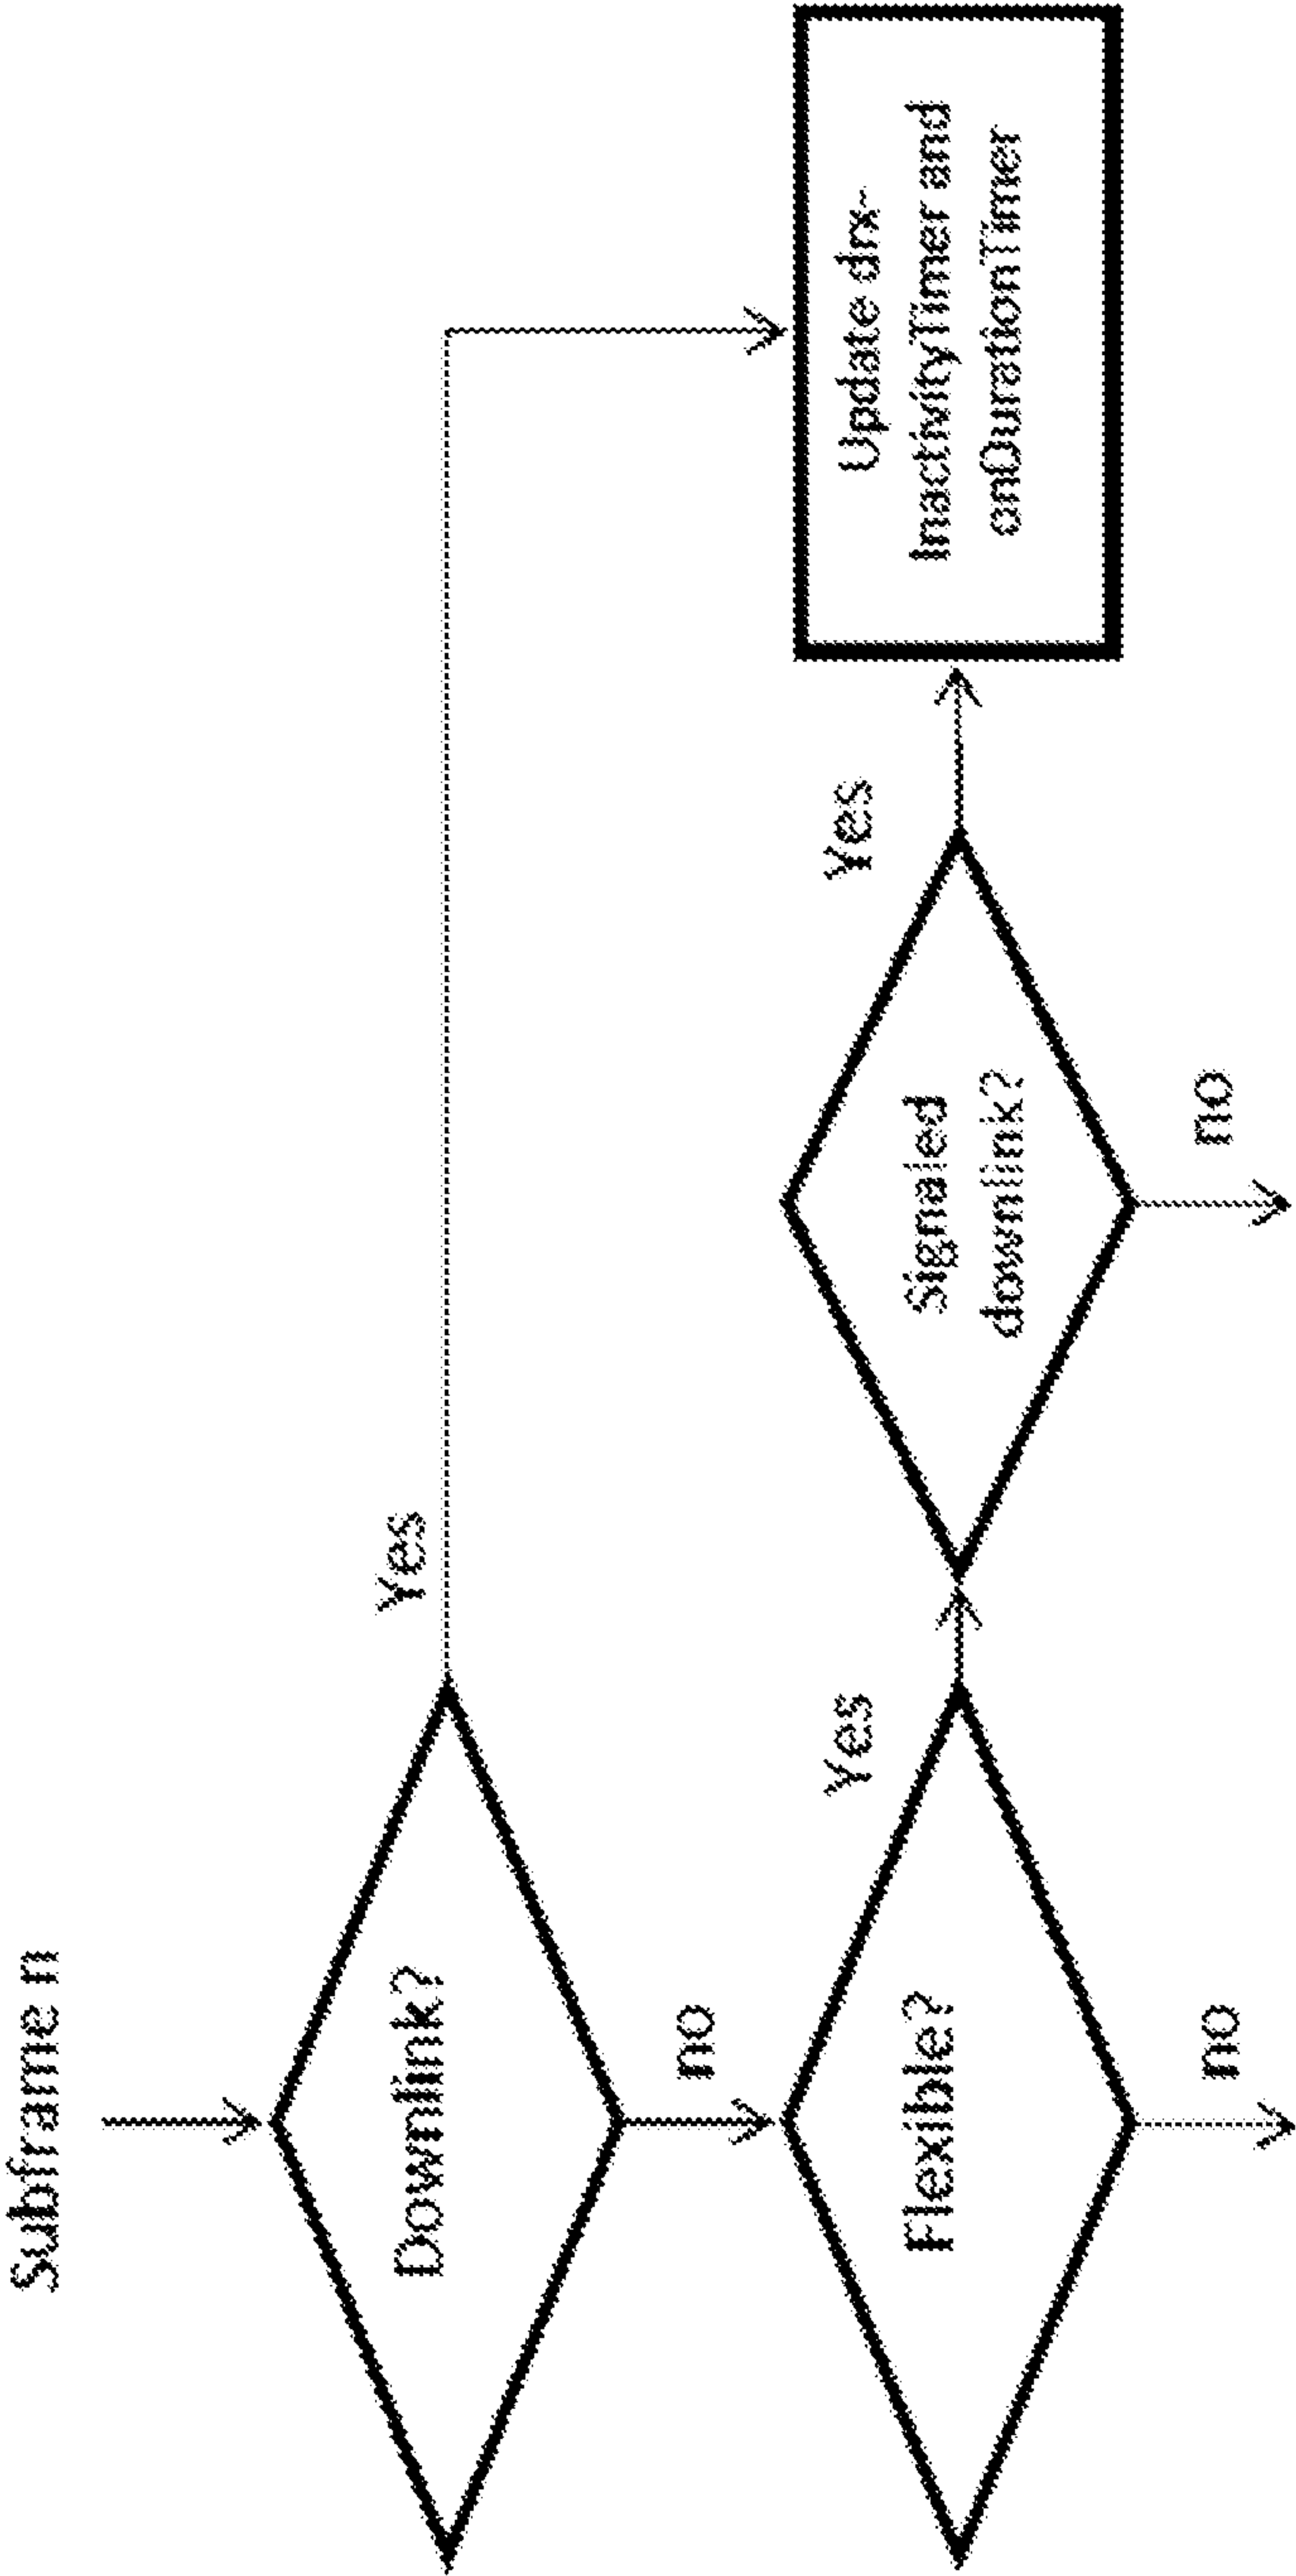 Subframe n
Downlink?
Yes
no
Flexible?
Yes
no
Signaled
downlink?
Yes
no
Update drx-
InactivityTimer and
onDurationTimer